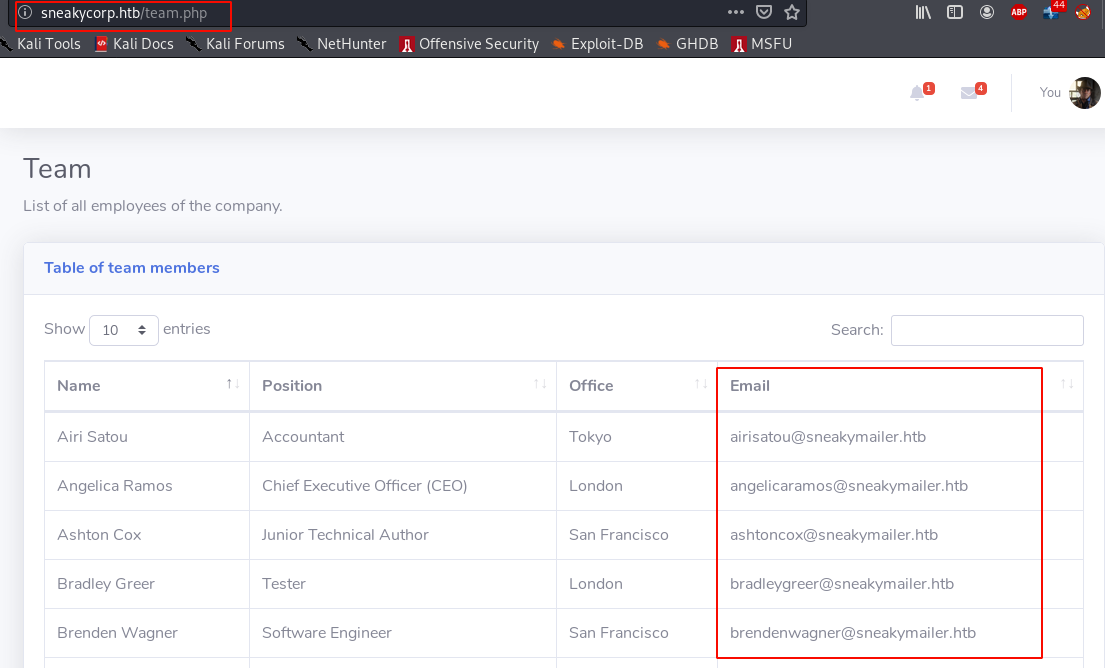 sneakycorp.htb/team.php
44
ABP
Kali Tools Kali Docs Kali Forums NetHunter Offensive Security Exploit-DB GHDB MSFU
1 4 You
Team
List of all employees of the company.
Table of team members
Show 10 entries Search:
Name Position Office Email
Airi Satou Accountant Tokyo airisatou@sneakymailer.htb
Angelica Ramos Chief Executive Officer (CEO) London angelicaramos@sneakymailer.htb
Ashton Cox Junior Technical Author San Francisco ashtoncox@sneakymailer.htb
Bradley Greer Tester London bradleygreer@sneakymailer.htb
Brenden Wagner Software Engineer San Francisco brendenwagner@sneakymailer.htb